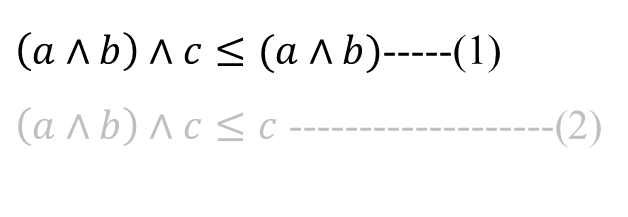 (𝑎 ∧ 𝑏) ∧ 𝑐 ≤ (𝑎 ∧ 𝑏)-----(1)
(𝑎 ∧ 𝑏) ∧ 𝑐 ≤ 𝑐 -------------------(2)